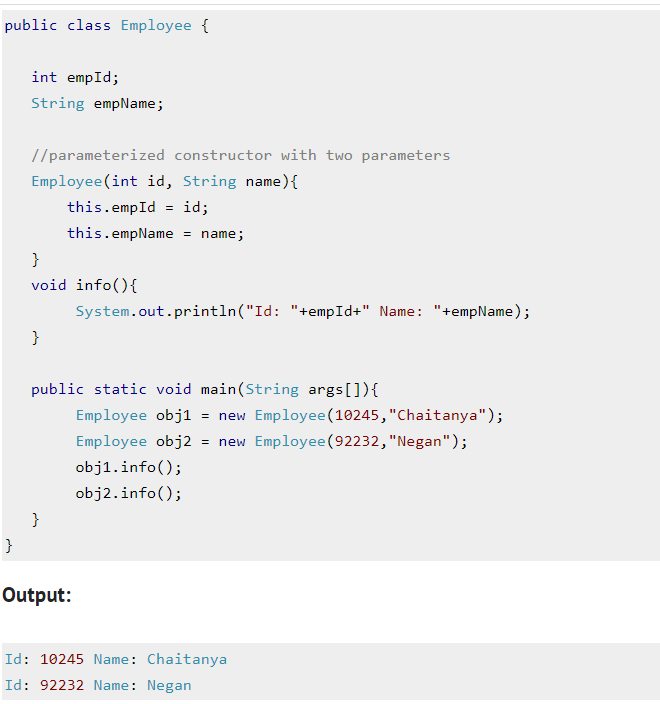 public class Employee {
int empId;
String empName;
//parameterized constructor with two parameters
Employee(int id, String name){
this.empId = id;
this.empName = name;
}
void info(){
System.out.println("Id: "+empId+" Name: "+empName);
}
public static void main(String args[]){
Employee obj1 = new Employee(10245,"Chaitanya");
Employee obj2 = new Employee(92232,"Negan");
obj1.info();
obj2.info();
}
}
Output:
Id: 10245 Name: Chaitanya
Id: 92232 Name: Negan